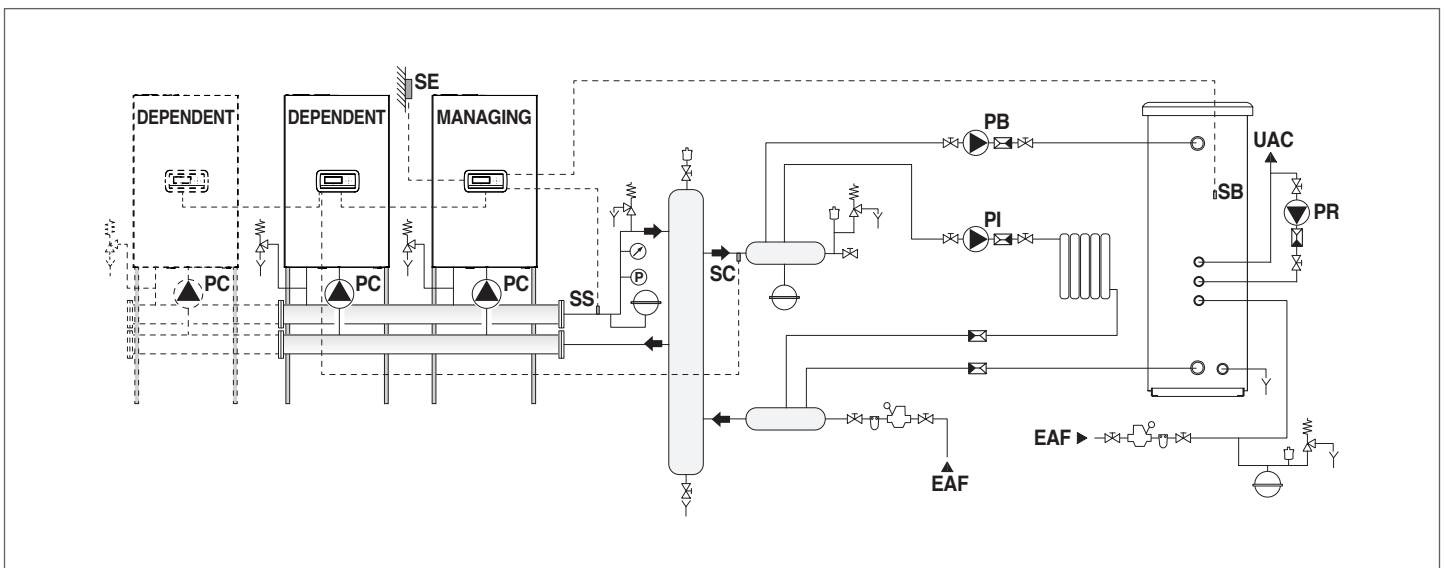 SE
DEPENDENT
DEPENDENT
MANAGING
PB
UAC
SB
PR
PI
SC
PC
PC
PC
SS
P
EAF
EAF